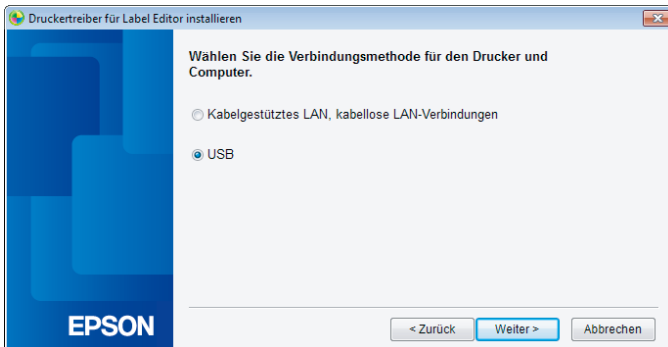 Druckertreiber für Label Editor installieren
Wählen Sie die Verbindungsmethode für den Drucker und
Computer.
Kabelgestütztes LAN, kabellose LAN-Verbindungen
USB
EPSON
< Zurück
Weiter >
Abbrechen